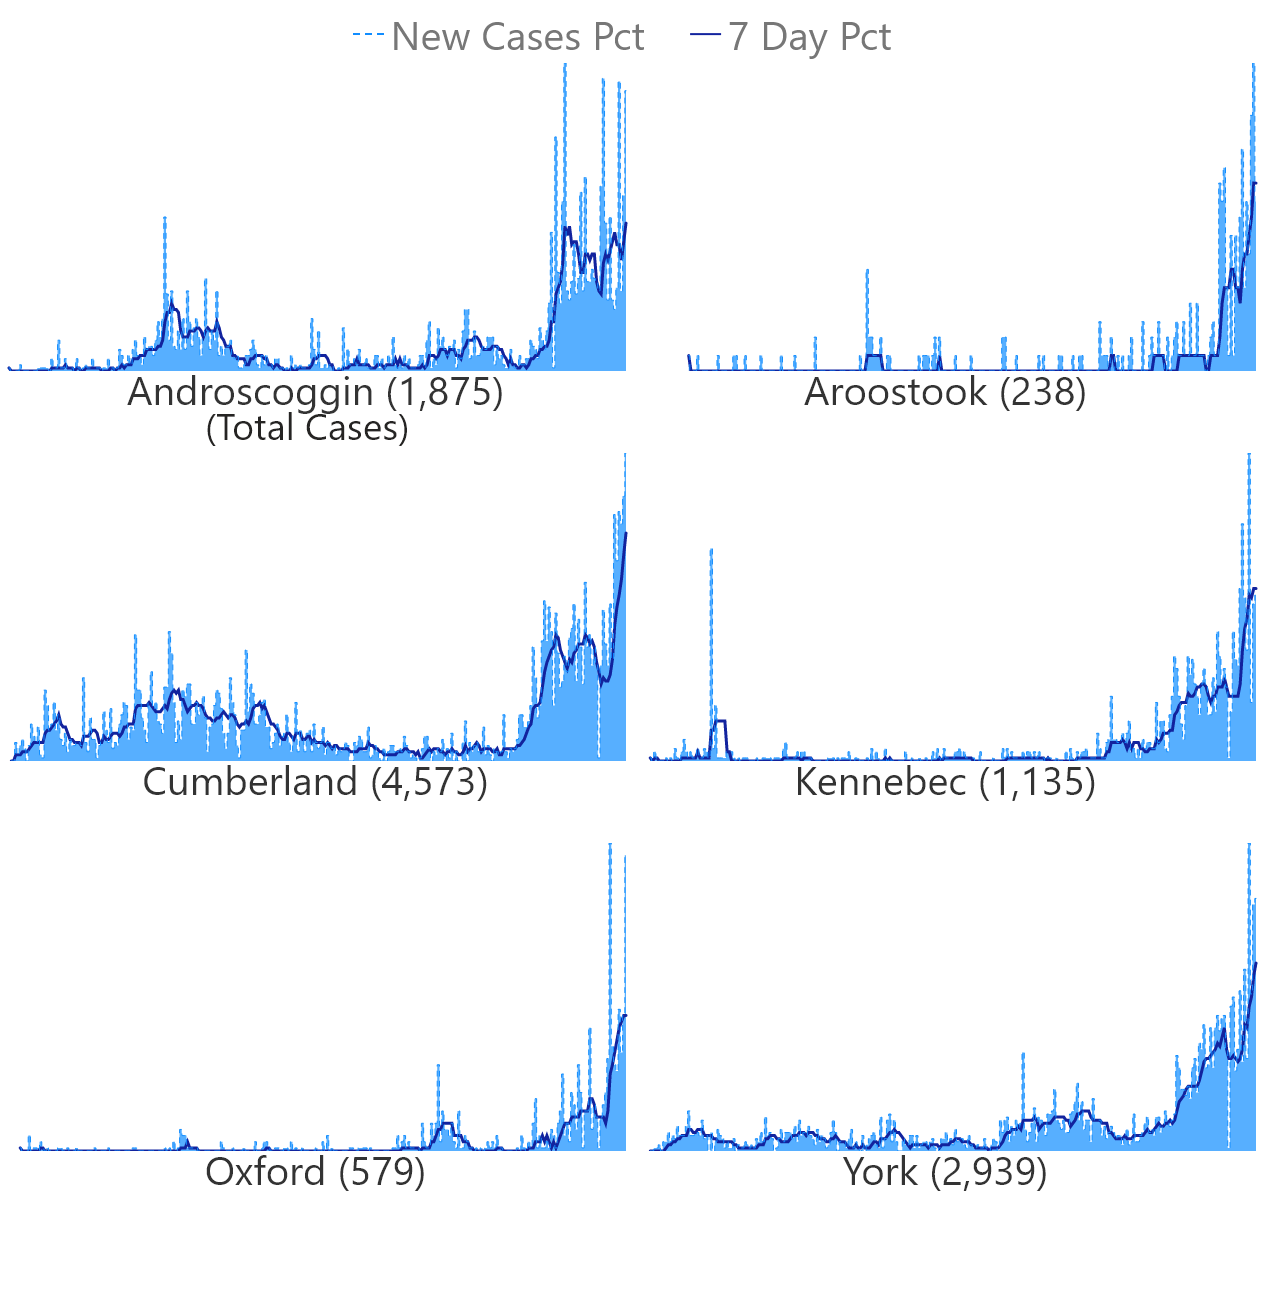 New Cases Pct 7 Day Pct
Androscoggin (1,875) Aroostook (238)
(Total Cases)
Cumberland (4,573) Kennebec (1,135)
Oxford (579) York (2,939)